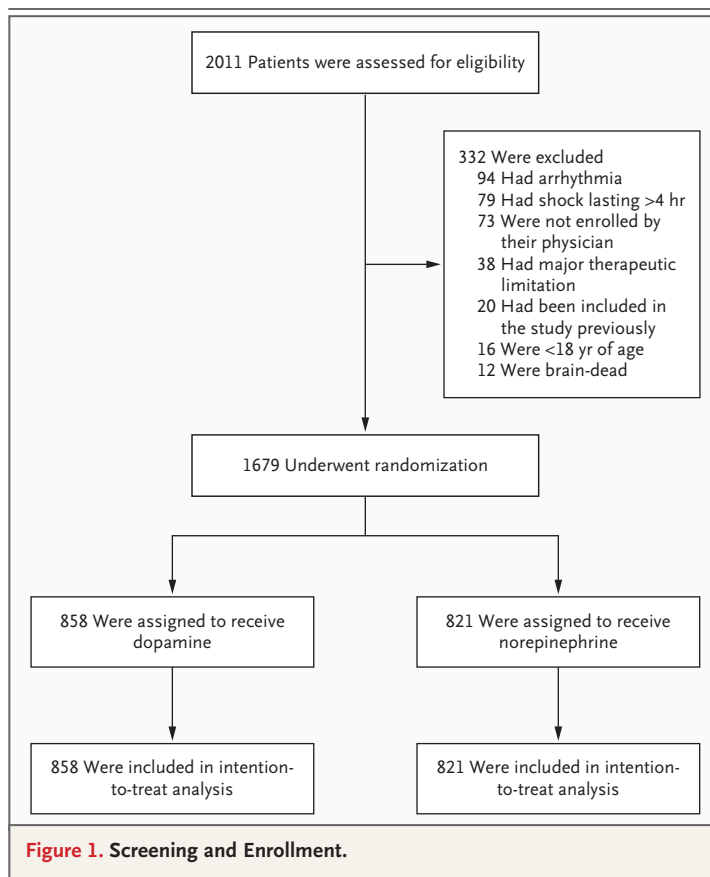 2011 Patients were assessed for eligibility
332 Were excluded
94 Had arrhythmia
79 Had shock lasting >4 hr
73 Were not enrolled by
their physician
38 Had major therapeutic
limitation
20 Had been included in
the study previously
16 Were <18 yr of age
12 Were brain-dead
1679 Underwent randomization
858 Were assigned to receive
dopamine
821 Were assigned to receive
norepinephrine
858 Were included in intention-
to-treat analysis
821 Were included in intention-
to-treat analysis
Figure 1. Screening and Enrollment.